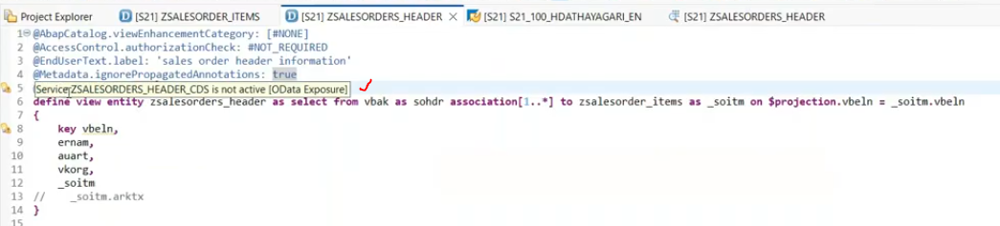 Project Explorer [S21] ZSALESORDER_ITEMS [S21] ZSALESORDERS_HEADER [S21] S21_100_HDATHAYAGARI_EN [S21] ZSALESORDERS_HEADER
1 @AbapCatalog.viewEnhancementCategory: [#NONE]
2 @AccessControl.authorizationCheck: #NOT_REQUIRED
3 @EndUserText.label: 'sales order header information'
4 @Metadata.ignorePropagatedAnnotations: true
5 Service ZSALESORDERS_HEADER_CDS is not active [OData Exposure]
6 define view entity zsalesorders_header as select from vbak as sohdr association[1..*] to zsalesorder_items as _soitm on $projection.vbeln = _soitm.vbeln
7 {
8 key vbeln,
9 ernam,
10 auart,
11 vkorg,
12 _soitm
13 // _soitm.arktx
14 }
15